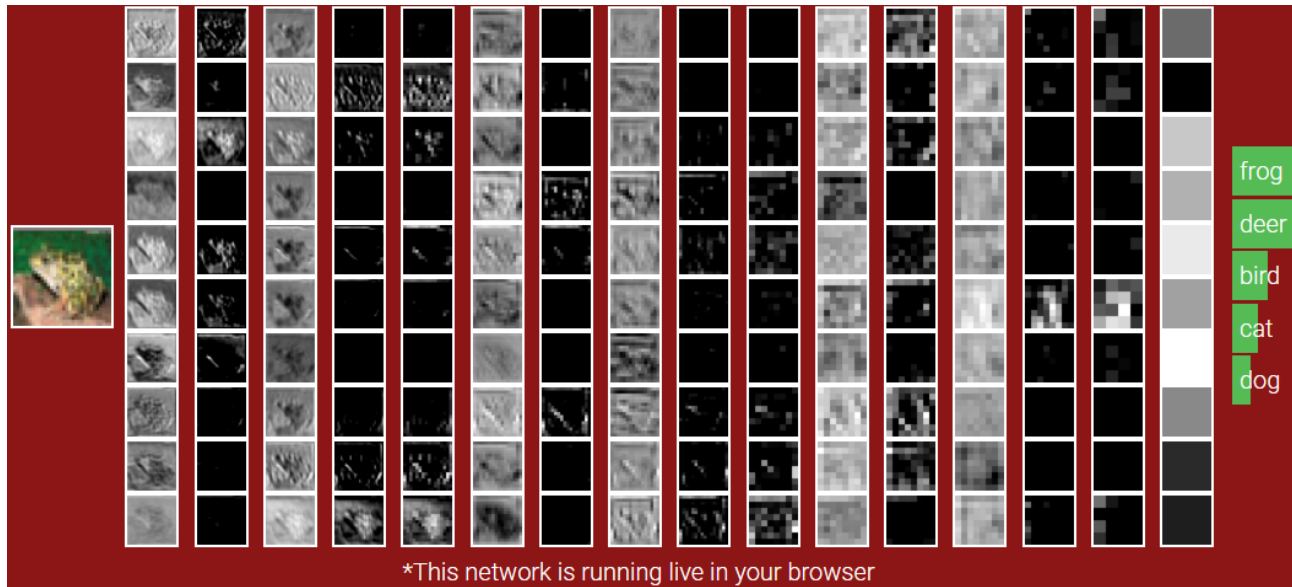 frog
deer
bird
cat
dog
*This network is running live in your browser